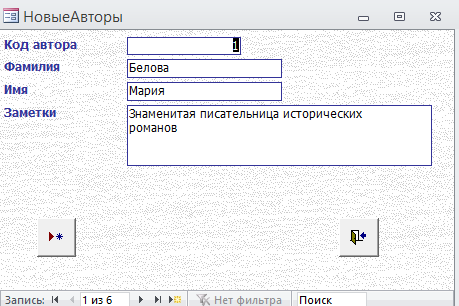 НовыеАвторы
Код автора 1
Фамилия Белова
Имя Мария
Заметки Знаменитая писательница исторических
романов
Запись: 1 из 6 Нет фильтра Поиск